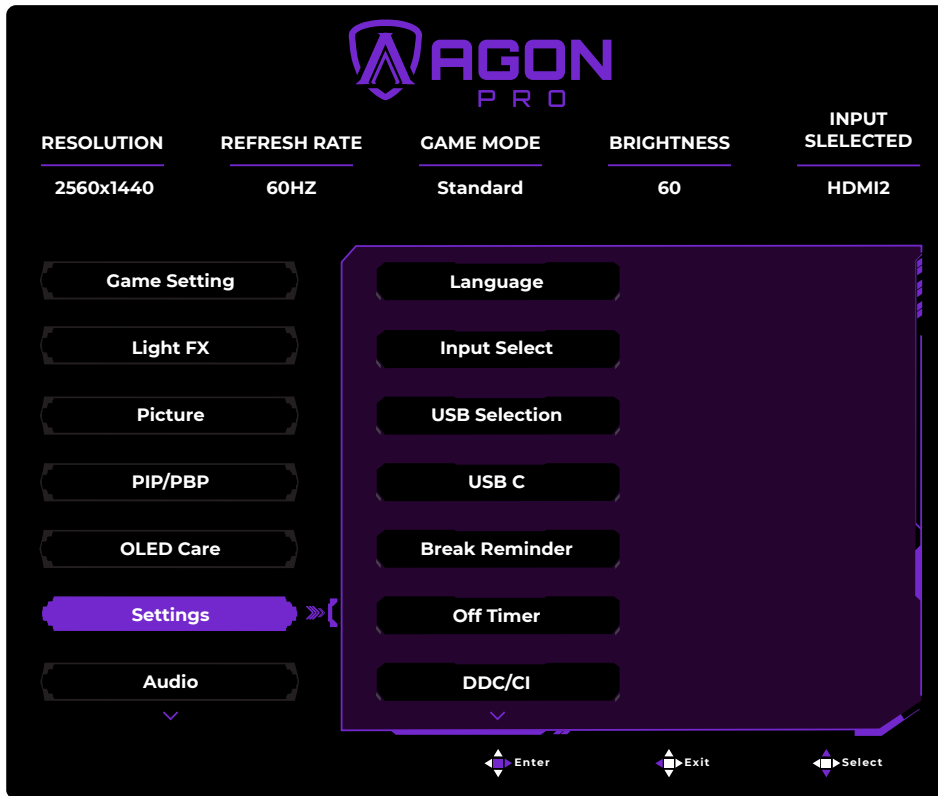 AGON
PRO
RESOLUTION
REFRESH RATE
GAME MODE
BRIGHTNESS
INPUT
SLELECTED
2560x1440
60HZ
Standard
60
HDMI2
Game Setting
Light FX
Picture
PIP/PBP
OLED Care
Settings
Audio
Language
Input Select
USB Selection
USB C
Break Reminder
Off Timer
DDC/CI
Enter
Exit
Select